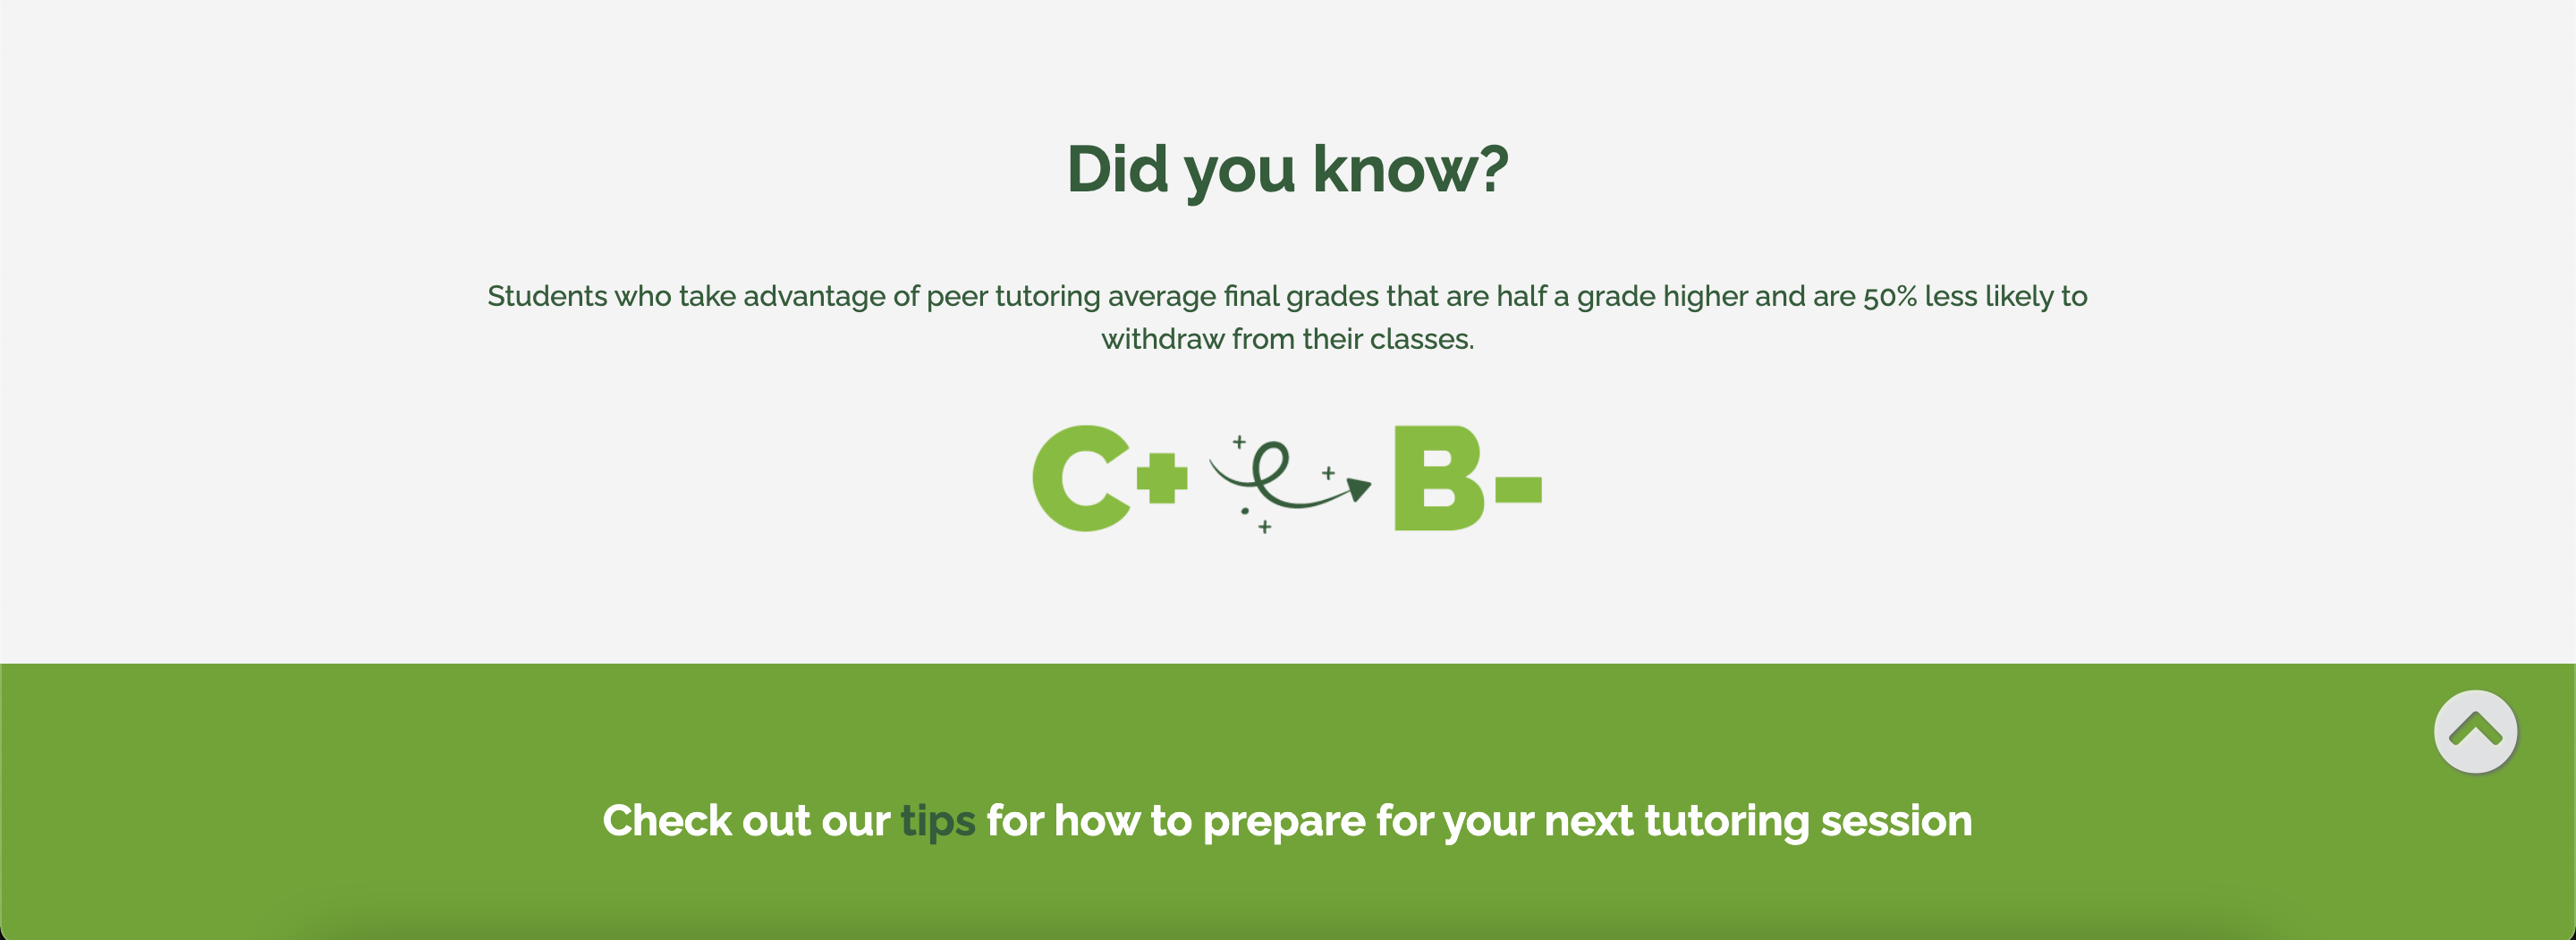 Did you know?
Students who take advantage of peer tutoring average final grades that are half a grade higher and are 50% less likely to
withdraw from their classes.
C+ B-
Check out our tips for how to prepare for your next tutoring session